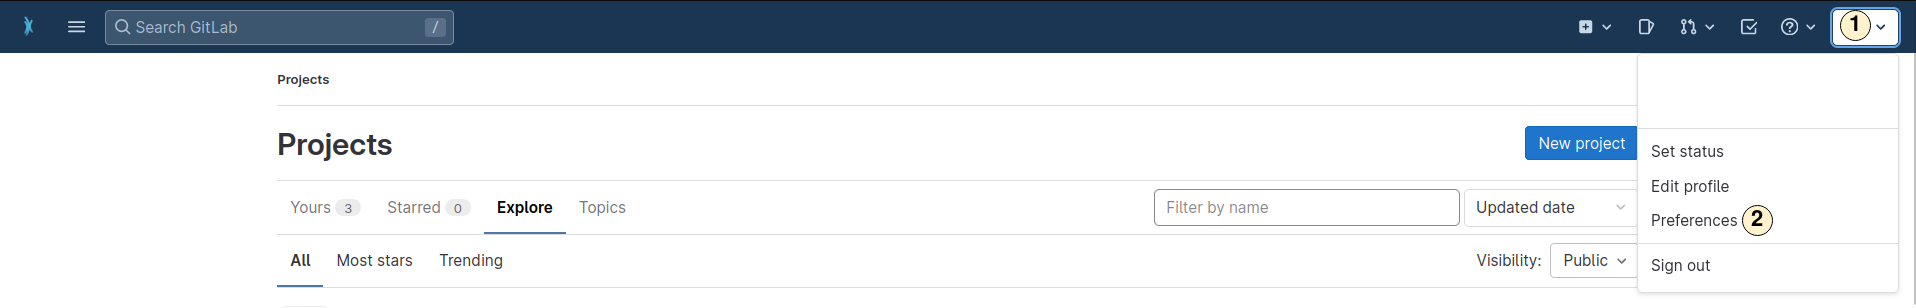 Search GitLab /
1
Projects
Projects
New project
Set status
Edit profile
Preferences 2
Sign out
Yours 3 Starred 0 Explore Topics
Filter by name
Updated date
All Most stars Trending
Visibility: Public